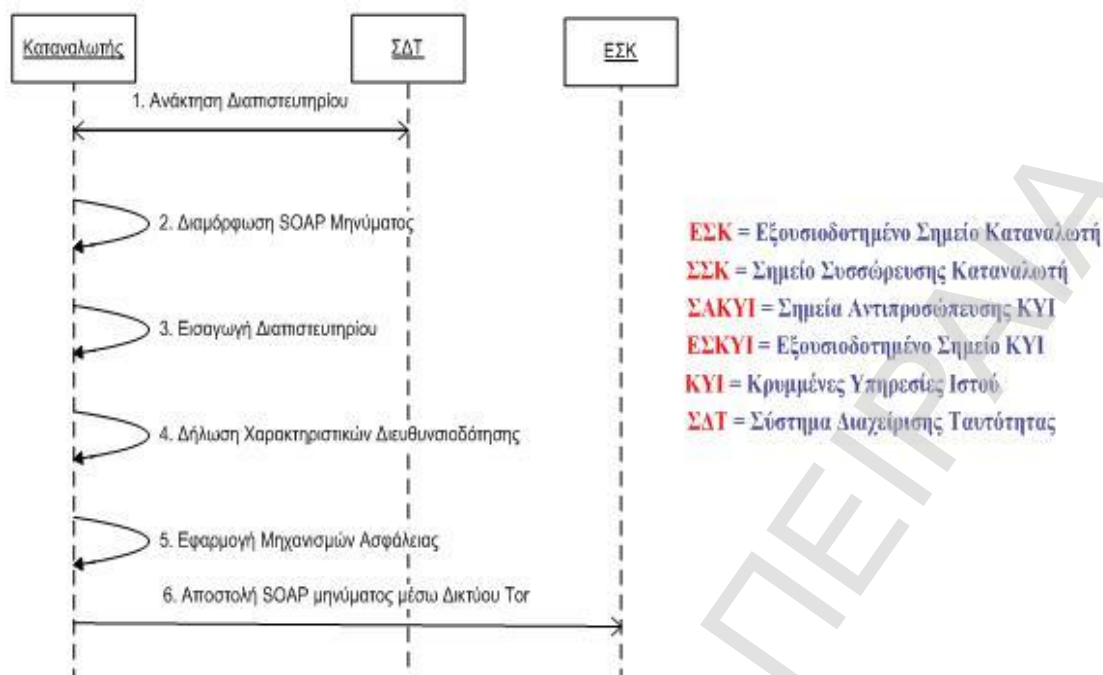 Καταναλωτής
ΣΔΤ
ΕΣΚ
1. Ανάκτηση Διαπιστευτηρίου
2. Διαμόρφωση SOAP Μηνύματος
3. Εισαγωγή Διαπιστευτηρίου
4. Δήλωση Χαρακτηριστικών Διευθυνσιοδότησης
5. Εφαρμογή Μηχανισμών Ασφάλειας
6. Αποστολή SOAP μηνύματος μέσω Δικτύου Tor
ΕΣΚ = Εξουσιοδοτημένο Σημείο Καταναλωτή
ΣΣΚ = Σημείο Συσσώρευσης Καταναλωτή
ΣΑΚΥΙ = Σημεία Αντιπροσώπευσης ΚΥΙ
ΕΣΚΥΙ = Εξουσιοδοτημένο Σημείο ΚΥΙ
ΚΥΙ = Κρυμμένες Υπηρεσίες Ιστού
ΣΔΤ = Σύστημα Διαχείρισης Ταυτότητας
ΠΕΙΡΑΙΑ